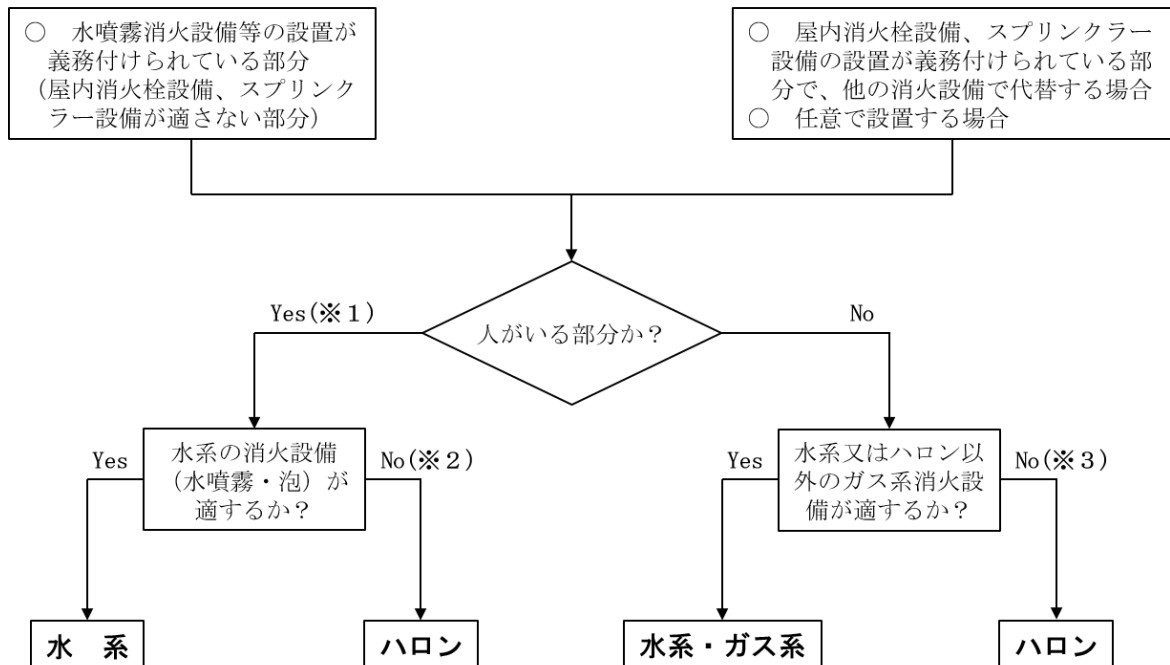 ○ 水噴霧消火設備等の設置が
義務付けられている部分
(屋内消火栓設備、スプリンク
ラー設備が適さない部分)
○ 屋内消火栓設備、スプリンクラー
設備の設置が義務付けられている部
分で、他の消火設備で代替する場合
○ 任意で設置する場合
人がいる部分か?
Yes(※1)
No
水系の消火設備
(水噴霧・泡)が
適するか?
Yes
No(※2)
水系又はハロン以
外のガス系消火設
備が適するか?
Yes
No(※3)
水 系
ハロン
水系・ガス系
ハロン